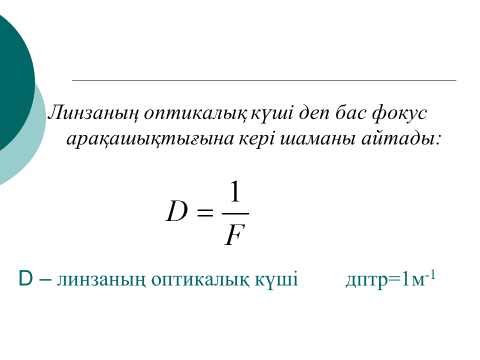 Линзаның оптикалық күші деп бас фокус
арақашықтығына кері шаманы айтады:
D = 1/F
D – линзаның оптикалық күші дптр=1м⁻¹